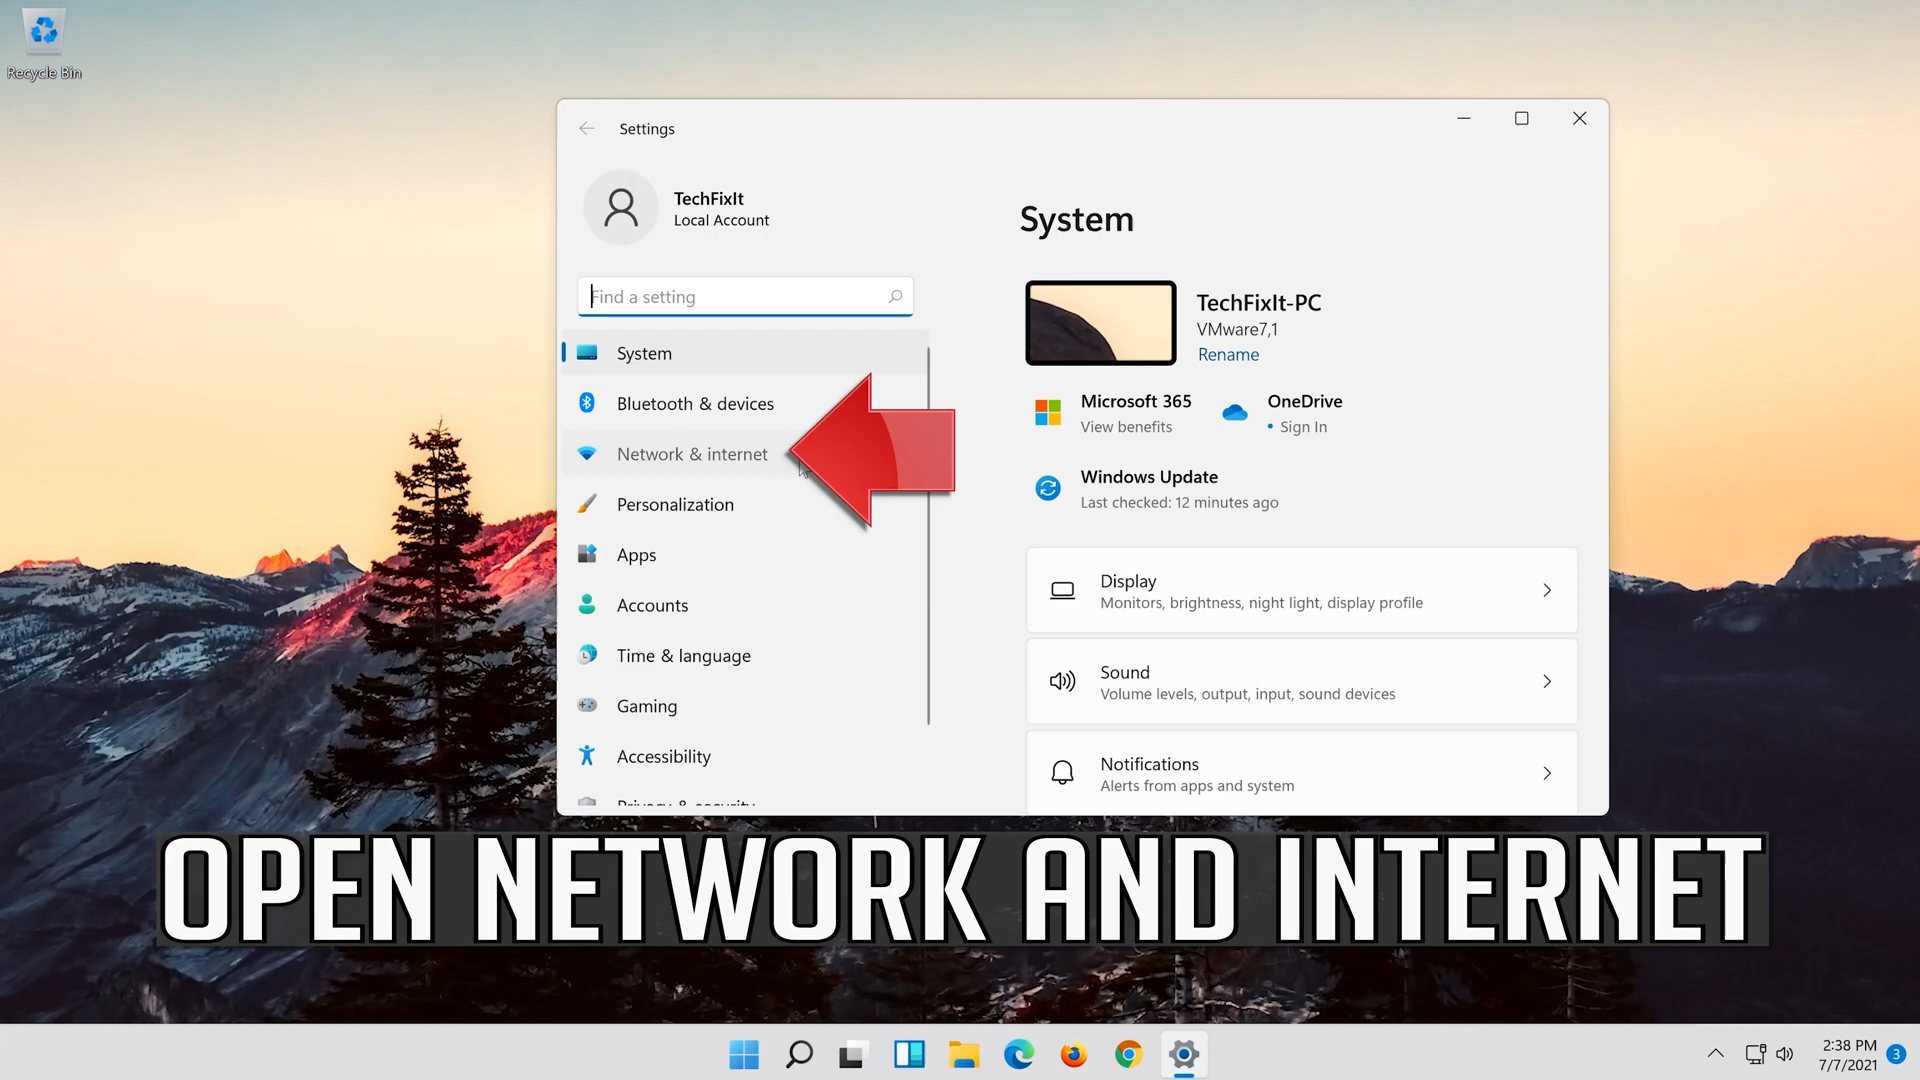 Recycle Bin
Settings
TechFixIt
Local Account
Find a setting
System
Bluetooth & devices
Network & internet
Personalization
Apps
Accounts
Time & language
Gaming
Accessibility
Privacy & security
System
TechFixIt-PC
VMware7,1
Rename
Microsoft 365
View benefits
OneDrive
• Sign In
Windows Update
Last checked: 12 minutes ago
Display
Monitors, brightness, night light, display profile
Sound
Volume levels, output, input, sound devices
Notifications
Alerts from apps and system
OPEN NETWORK AND INTERNET
2:38 PM
7/7/2021
3